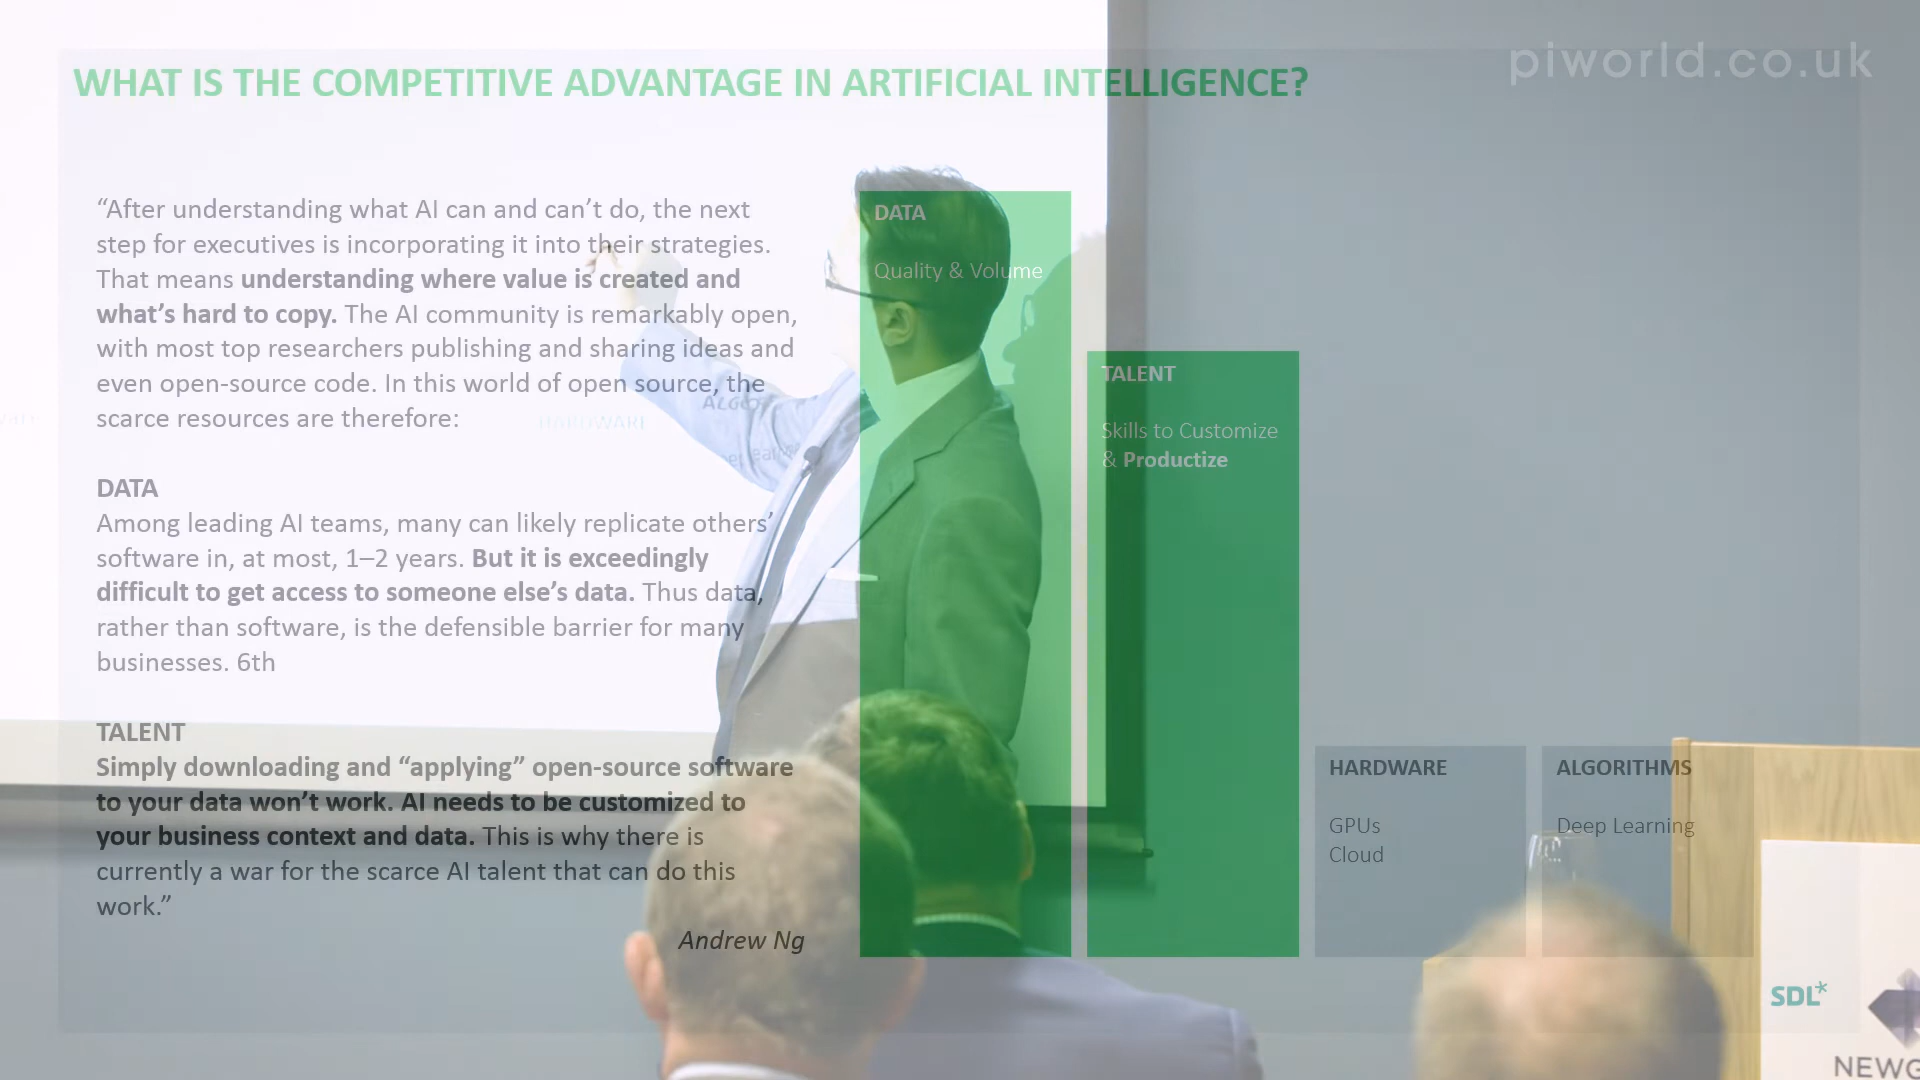 piworld.co.uk
WHAT IS THE COMPETITIVE ADVANTAGE IN ARTIFICIAL INTELLIGENCE?
“After understanding what AI can and can’t do, the next
step for executives is incorporating it into their strategies.
That means understanding where value is created and
what’s hard to copy. The AI community is remarkably open,
with most top researchers publishing and sharing ideas and
even open-source code. In this world of open source, the
scarce resources are therefore:
DATA
Among leading AI teams, many can likely replicate others’
software in, at most, 1–2 years. But it is exceedingly
difficult to get access to someone else’s data. Thus data,
rather than software, is the defensible barrier for many
businesses. 6th
TALENT
Simply downloading and “applying” open-source software
to your data won’t work. AI needs to be customized to
your business context and data. This is why there is
currently a war for the scarce AI talent that can do this
work.”
Andrew Ng
DATA
Quality & Volume
TALENT
Skills to Customize
& Productize
HARDWARE
GPUs
Cloud
ALGORITHMS
Deep Learning
HARDWARE
SDL*